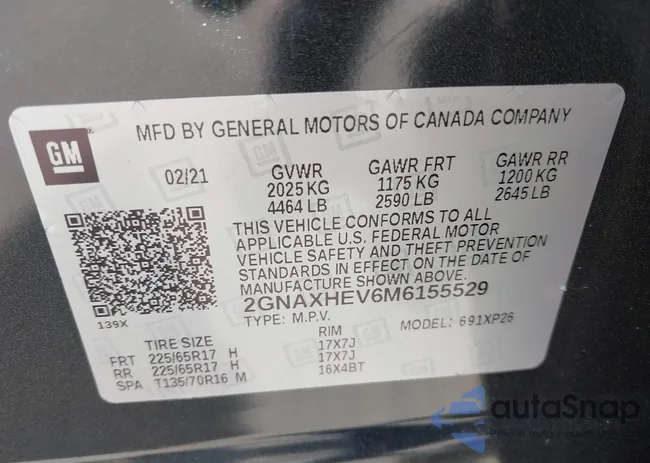 GM
MFD BY GENERAL MOTORS OF CANADA COMPANY
02/21
GVWR
2025 KG
4464 LB
GAWR FRT
1175 KG
2590 LB
GAWR RR
1200 KG
2645 LB
THIS VEHICLE CONFORMS TO ALL
APPLICABLE U.S. FEDERAL MOTOR
VEHICLE SAFETY AND THEFT PREVENTION
STANDARDS IN EFFECT ON THE DATE OF
MANUFACTURE SHOWN ABOVE.
2GNAXHEV6M6155529
TYPE: M.P.V. MODEL: 691XP26
139X
TIRE SIZE RIM
FRT 225/65R17 H 17X7J
RR 225/65R17 H 17X7J
SPA T135/70R16 M 16X4BT
autaSnap